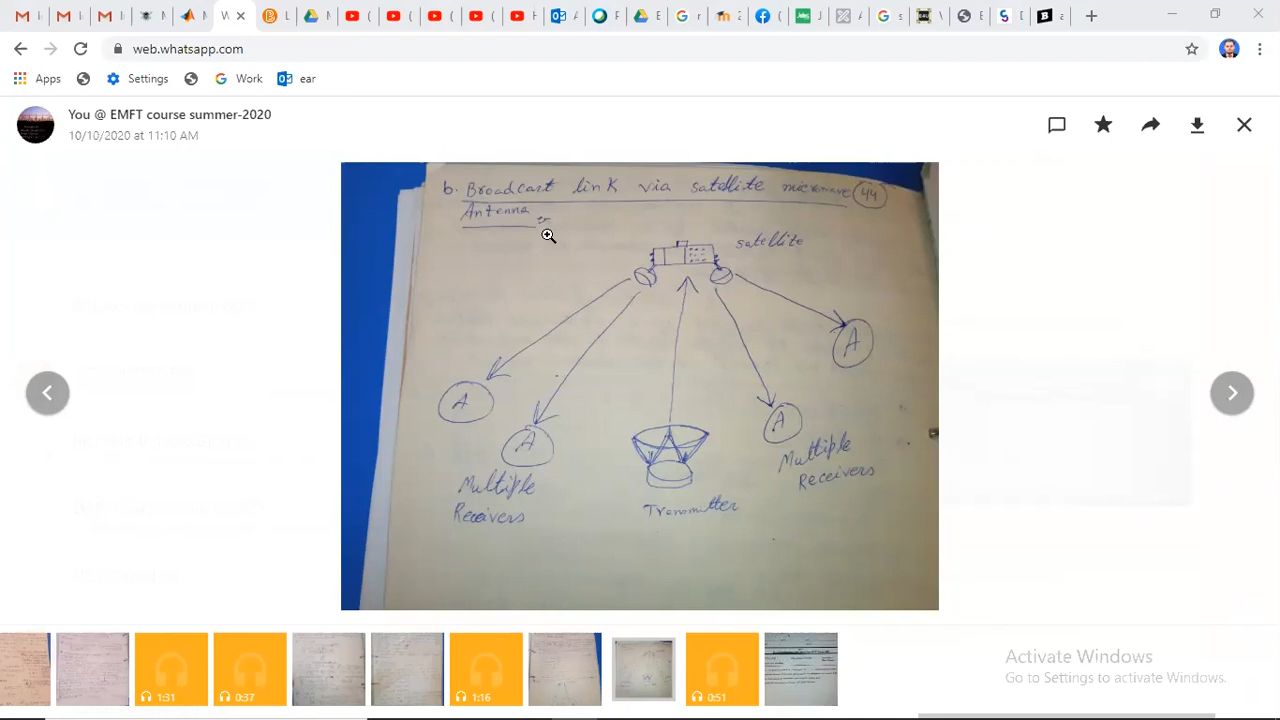 web.whatsapp.com
Apps
Settings
Work
ear
You @ EMFT course summer-2020
10/10/2020 at 11:10 AM
b. Broadcast link via satellite microwave 44
Antenna
satellite
A
A
A
A
Multiple
Receivers
Multiple
Receivers
Transmitter
1:31
0:37
1:16
0:51
Activate Windows
Go to Settings to activate Windows.